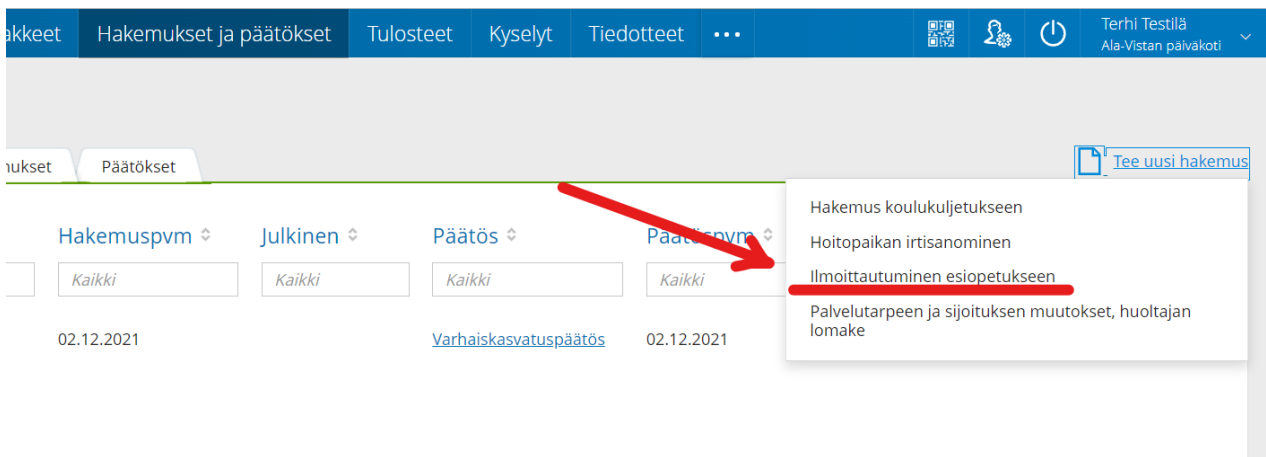 akkeet Hakemukset ja päätökset Tulosteet Kyselyt Tiedotteet ••• Terhi Testilä
Ala-Vistan päiväkoti
nukset Päätökset Tee uusi hakemus
Hakemus koulukuljetukseen
Hoitopaikan irtisanominen
Ilmoittautuminen esiopetukseen
Palvelutarpeen ja sijoituksen muutokset, huoltajan
lomake
Hakemuspvm Julkinen Päätös Päätöspvm
Kaikki Kaikki Kaikki Kaikki
02.12.2021 Varhaiskasvatuspäätös 02.12.2021